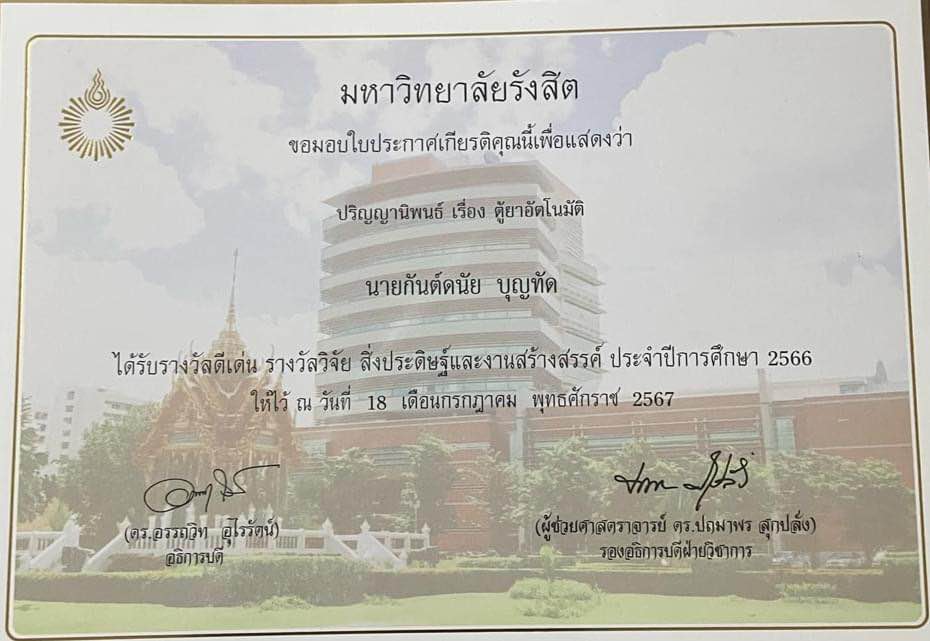 มหาวิทยาลัยรังสิต
ขอมอบใบประกาศเกียรติคุณนี้เพื่อแสดงว่า
ปริญญานิพนธ์ เรื่อง ตู้ยาอัตโนมัติ
นายกันต์ดนัย บุญทัด
ได้รับรางวัลดีเด่น รางวัลวิจัย สิ่งประดิษฐ์และงานสร้างสรรค์ ประจำปีการศึกษา 2566
ให้ไว้ ณ วันที่ 18 เดือนกรกฎาคม พุทธศักราช 2567
(ดร.อรรถวิท อุไรรัตน์)
อธิการบดี
(ผู้ช่วยศาสตราจารย์ ดร.ปถมาพร สุกปลั่ง)
รองอธิการบดีฝ่ายวิชาการ